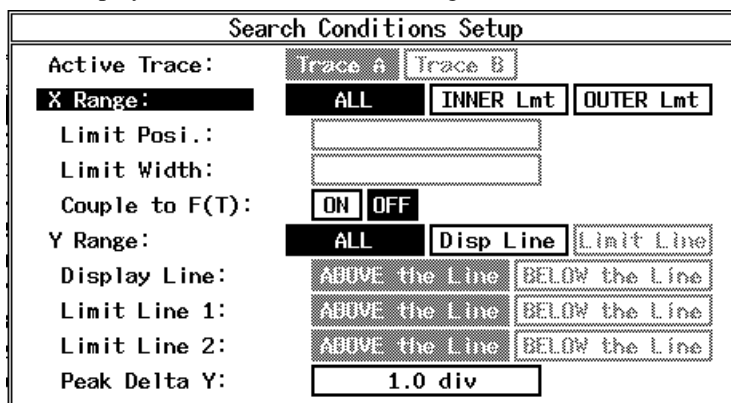 Search Conditions Setup
Active Trace: Trace A Trace B
X Range: ALL INNER Lmt OUTER Lmt
Limit Posi.:
Limit Width:
Couple to F(T): ON OFF
Y Range: ALL Disp Line Limit Line
Display Line: ABOVE the Line BELOW the Line
Limit Line 1: ABOVE the Line BELOW the Line
Limit Line 2: ABOVE the Line BELOW the Line
Peak Delta Y: 1.0 div